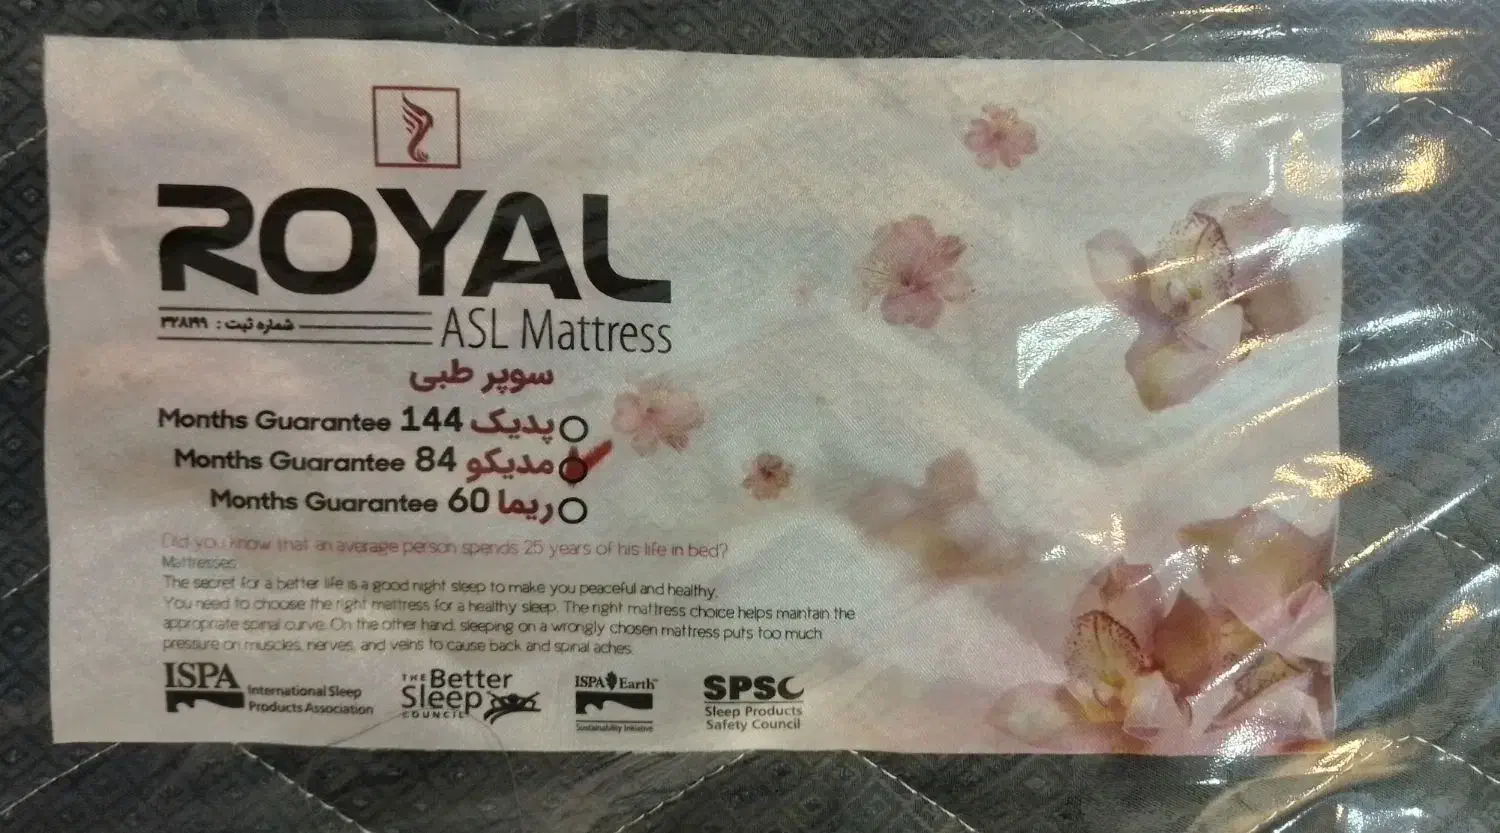 ROYAL
شماره ثبت : ۳۲۸۱۹۹
ASL Mattress
سوپر طبی
پدیک 144 Months Guarantee
مدیکو 84 Months Guarantee
ریما 60 Months Guarantee
Did you know that an average person spends 25 years of his life in bed?
Mattresses
The secret for a better life is a good night sleep to make you peaceful and healthy.
You need to choose the right mattress for a healthy sleep. The right mattress choice helps maintan the
appropriate spinal curve. On the other hand, sleeping on a wrongly chosen mattress puts too much
pressure on muscles, nerves, and veins to cause back and spinal aches.
ISPA
International Sleep
Products Association
THE Better
Sleep
COUNCIL
ISPA Earth™
Sustainability Initiative
SPSC
Sleep Products
Safety Council